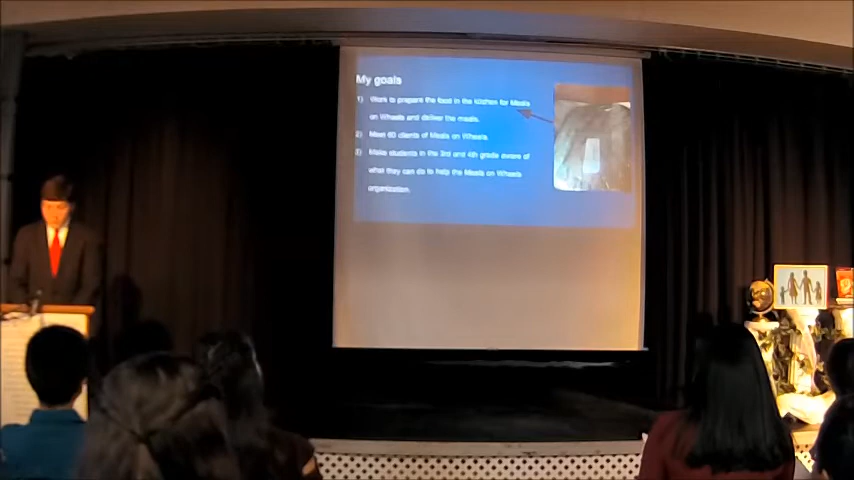 My goals
1) Work to prepare the food in the kitchen for Meals
on Wheels and deliver the meals.
2) Meet 60 clients of Meals on Wheels.
3) Make students in the 3rd and 4th grade aware of
what they can do to help the Meals on Wheels
organization.